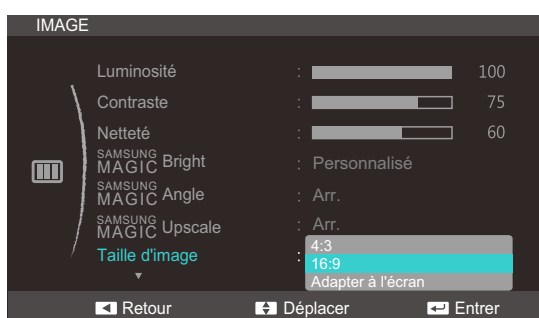 IMAGE
Luminosité : 100
Contraste : 75
Netteté : 60
SAMSUNG MAGIC Bright : Personnalisé
SAMSUNG MAGIC Angle : Arr.
SAMSUNG MAGIC Upscale : Arr.
Taille d'image :
4:3
16:9
Adapter à l'écran
Retour Déplacer Entrer